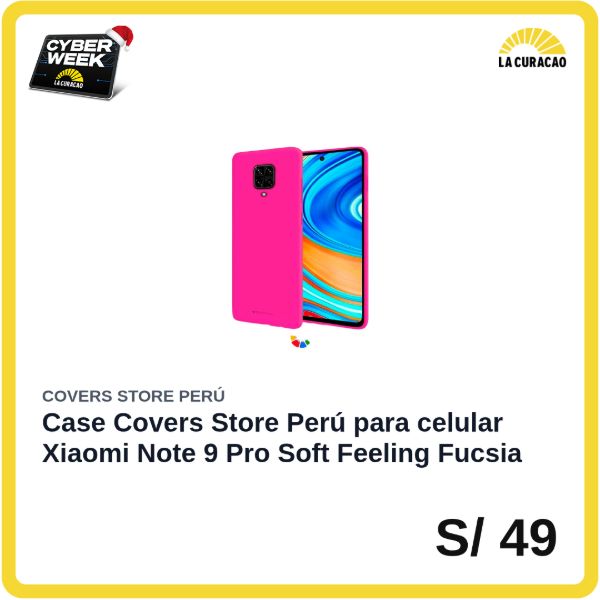 CYBER
WEEK
LA CURACAO
LA CURACAO
COVERS STORE PERÚ
Case Covers Store Perú para celular
Xiaomi Note 9 Pro Soft Feeling Fucsia
S/ 49